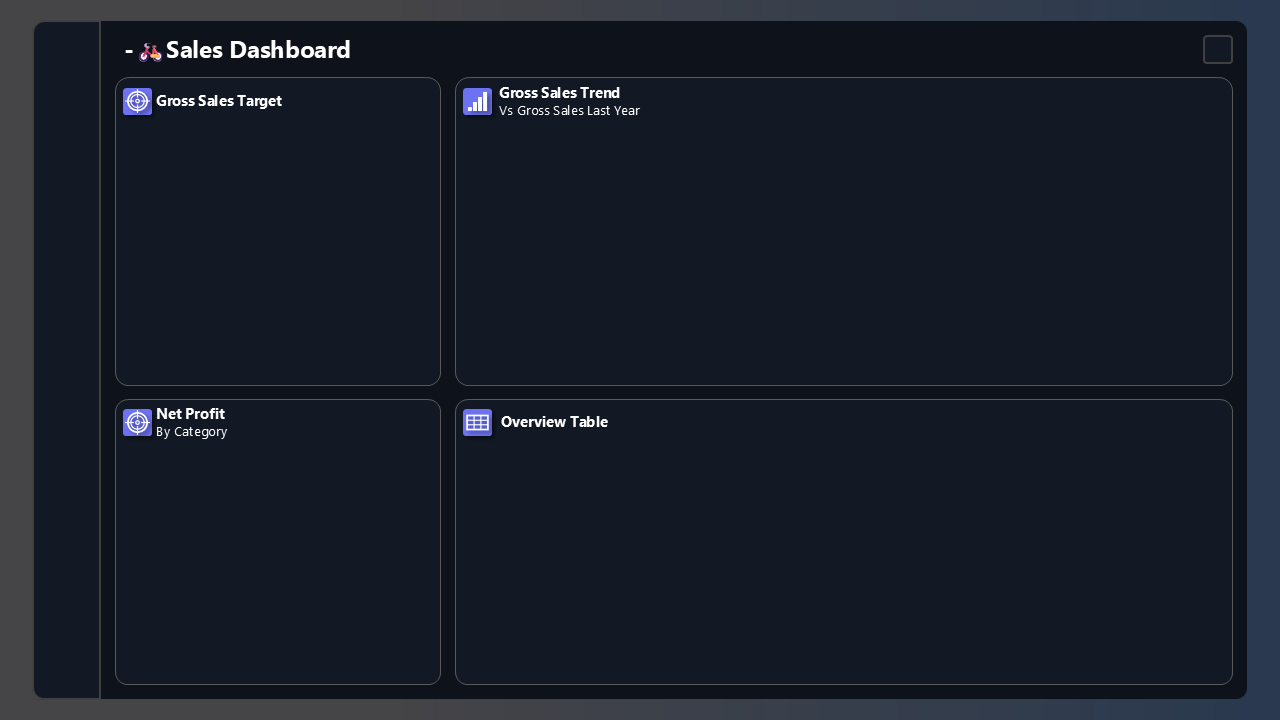 - 🛵Sales Dashboard
Gross Sales Target
Gross Sales Trend
Vs Gross Sales Last Year
Net Profit
By Category
Overview Table